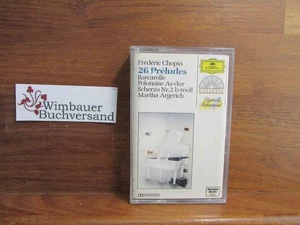 Wimbauer
Buchversand
Frédéric Chopin
26 Préludes
Barcarolle
Polonaise As-dur
Scherzo Nr. 2 b-moll
Martha Argerich